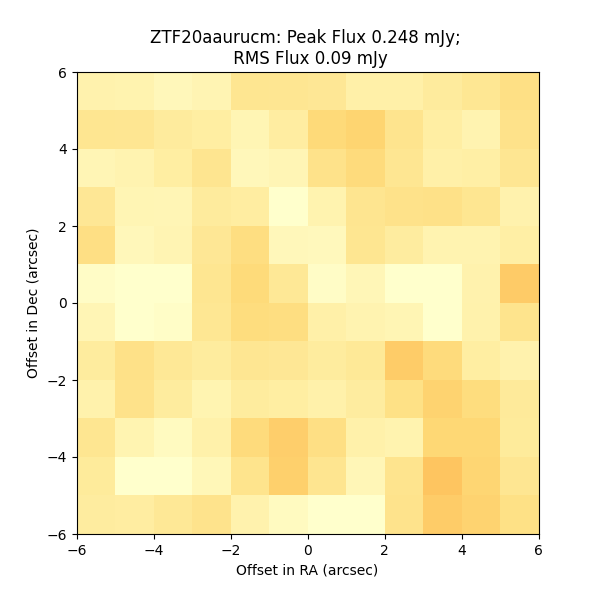 ZTF20aaurucm: Peak Flux 0.248 mJy;
RMS Flux 0.09 mJy
6
4
2
0
−2
−4
−6
Offset in Dec (arcsec)
−6 −4 −2 0 2 4 6
Offset in RA (arcsec)